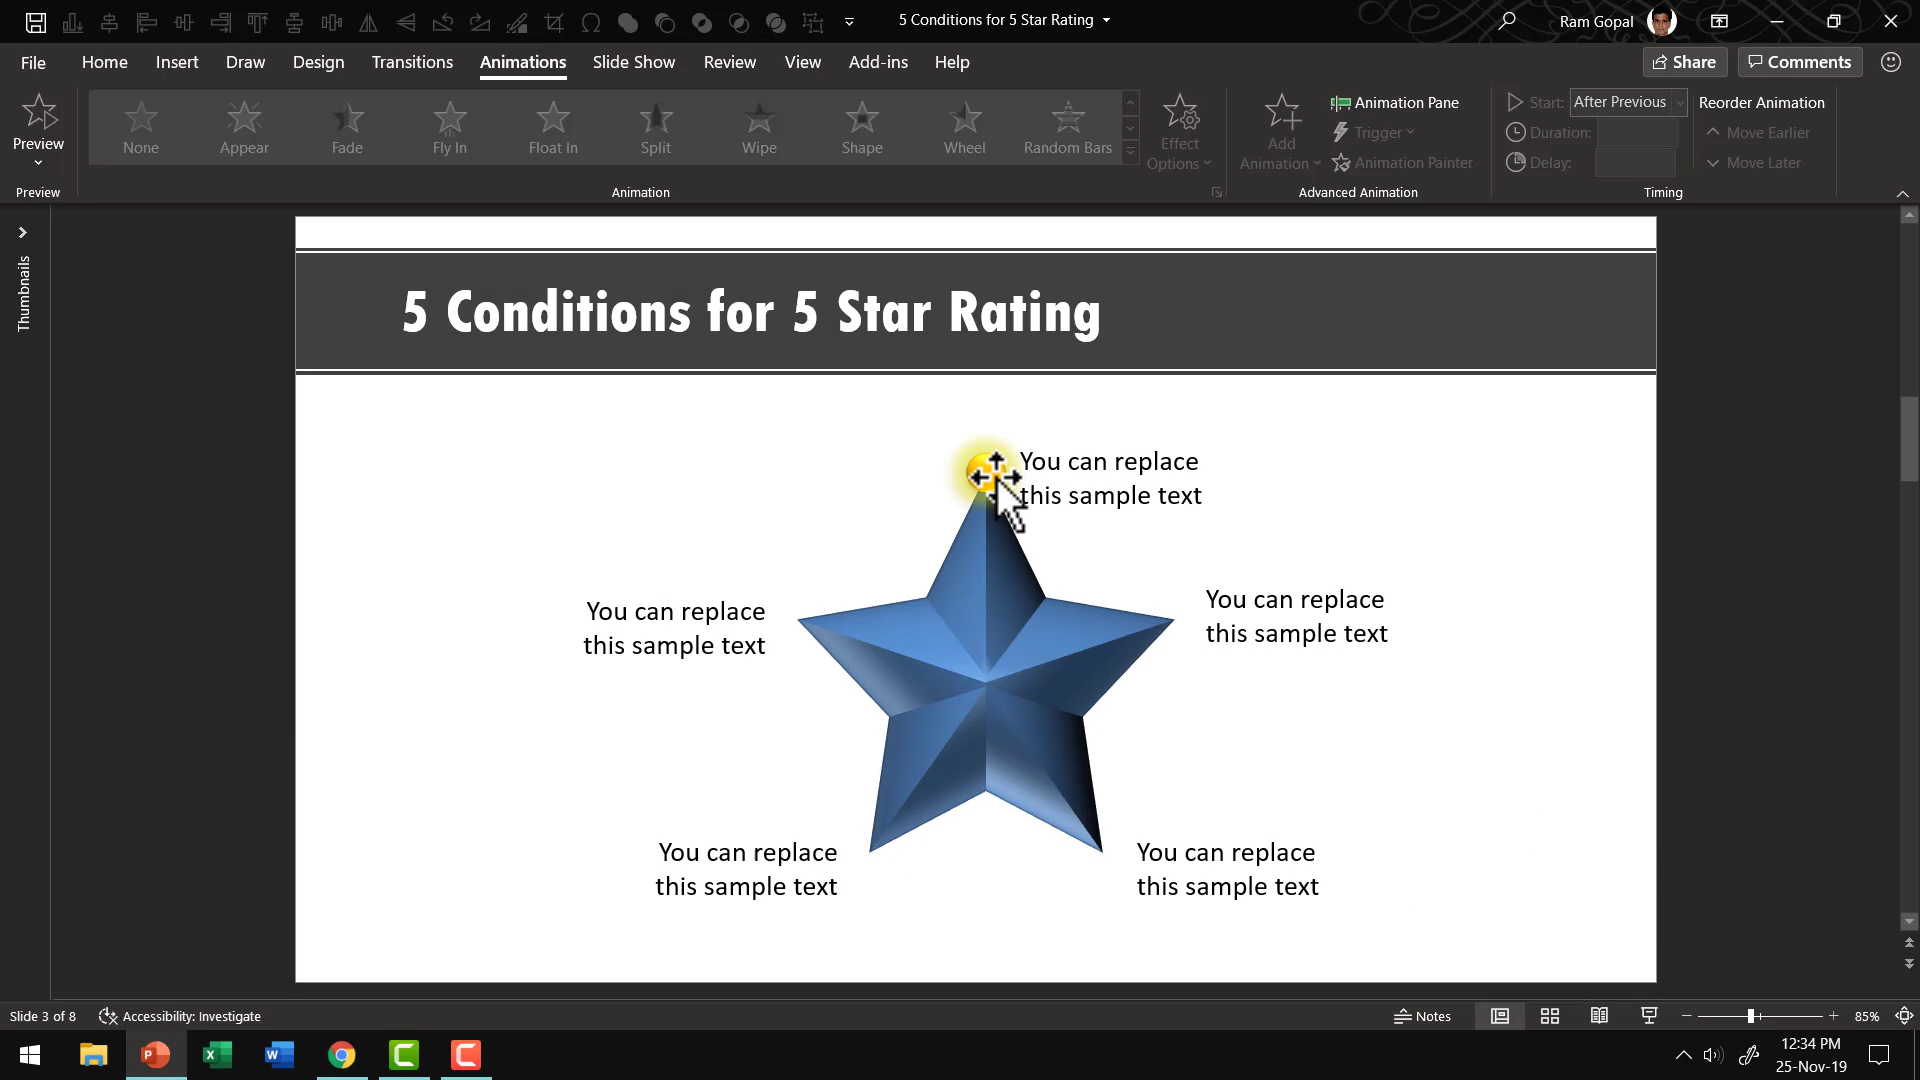 5 Conditions for 5 Star Rating
Ram Gopal
File Home Insert Draw Design Transitions Animations Slide Show Review View Add-ins Help
Share
Comments
Preview
None Appear Fade Fly In Float In Split Wipe Shape Wheel Random Bars
Effect
Options
Add
Animation
Animation Pane
Trigger
Animation Painter
Start: After Previous
Duration:
Delay:
Reorder Animation
Move Earlier
Move Later
Preview Animation Advanced Animation Timing
Thumbnails
5 Conditions for 5 Star Rating
You can replace
this sample text
You can replace
this sample text
You can replace
this sample text
You can replace
this sample text
You can replace
this sample text
Slide 3 of 8 Accessibility: Investigate Notes 85%
12:34 PM
25-Nov-19